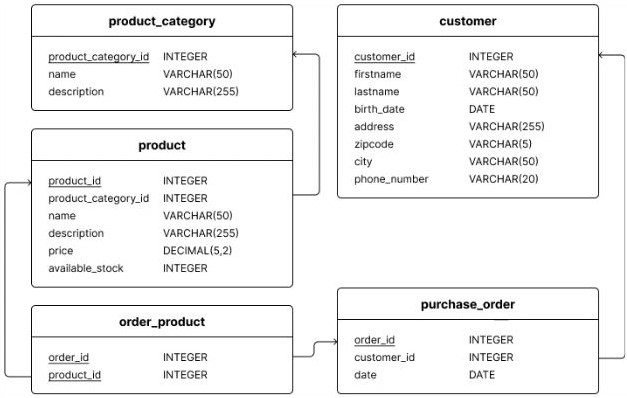 product_category
product_category_id INTEGER
name VARCHAR(50)
description VARCHAR(255)
customer
customer_id INTEGER
firstname VARCHAR(50)
lastname VARCHAR(50)
birth_date DATE
address VARCHAR(255)
zipcode VARCHAR(5)
city VARCHAR(50)
phone_number VARCHAR(20)
product
product_id INTEGER
product_category_id INTEGER
name VARCHAR(50)
description VARCHAR(255)
price DECIMAL(5,2)
available_stock INTEGER
order_product
order_id INTEGER
product_id INTEGER
purchase_order
order_id INTEGER
customer_id INTEGER
date DATE